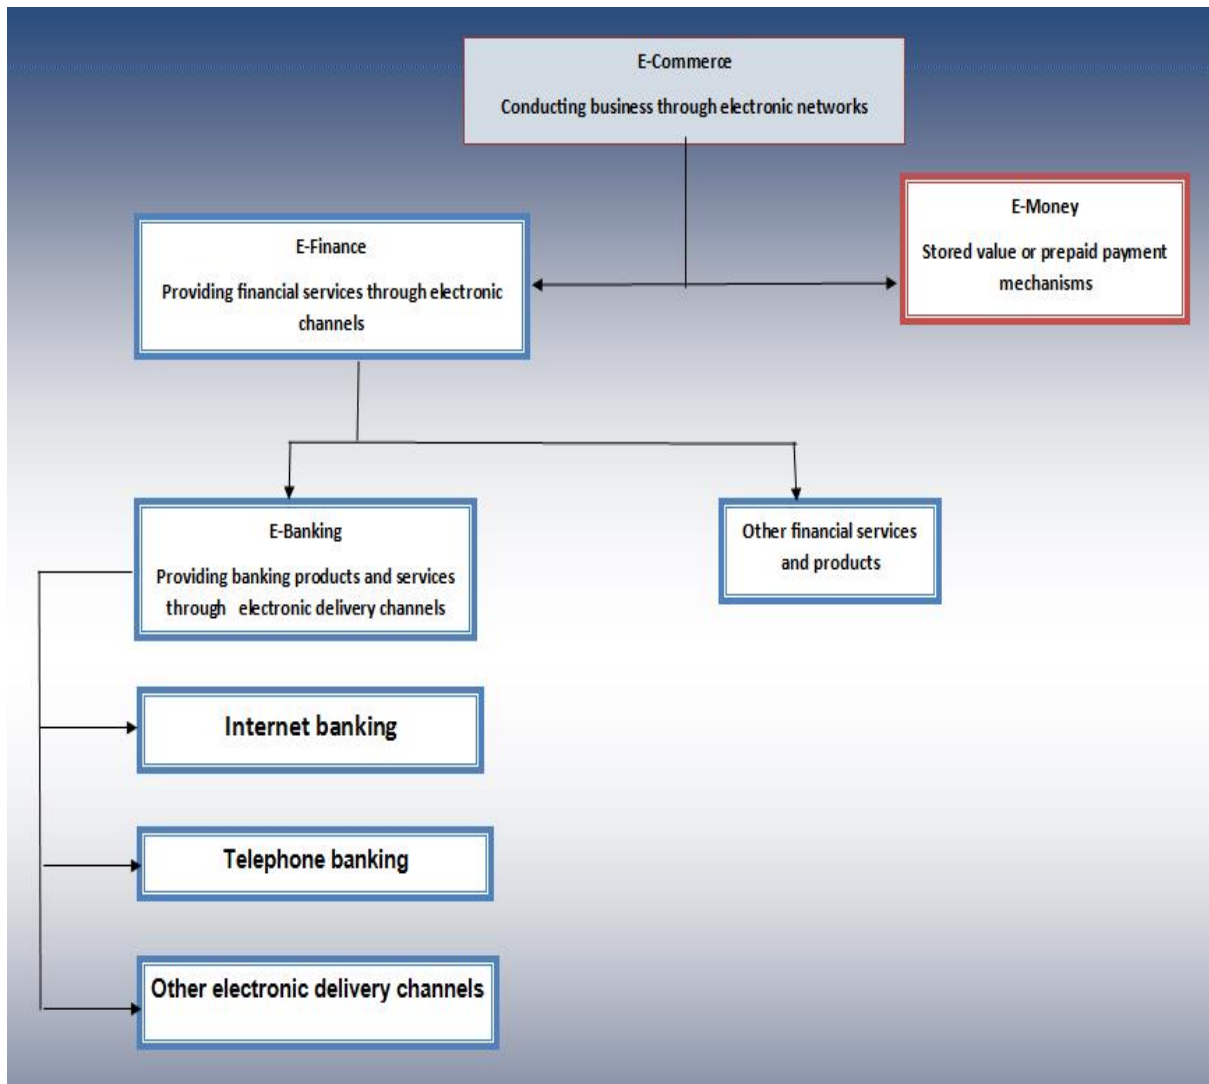 E-Commerce
Conducting business through electronic networks
E-Money
Stored value or prepaid payment
mechanisms
E-Finance
Providing financial services through electronic
channels
E-Banking
Providing banking products and services
through electronic delivery channels
Other financial services
and products
Internet banking
Telephone banking
Other electronic delivery channels